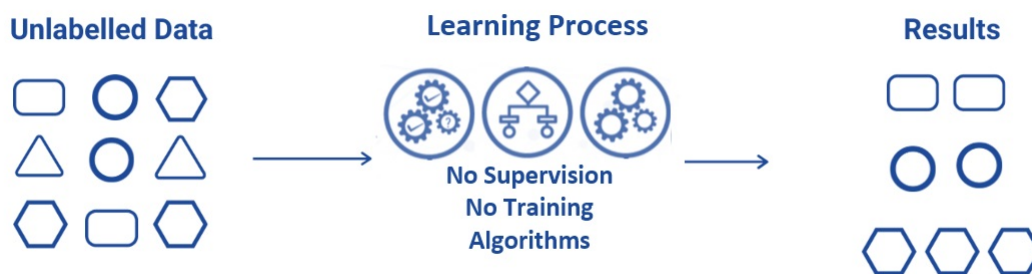 Unlabelled Data
Learning Process
Results
?
No Supervision
No Training
Algorithms